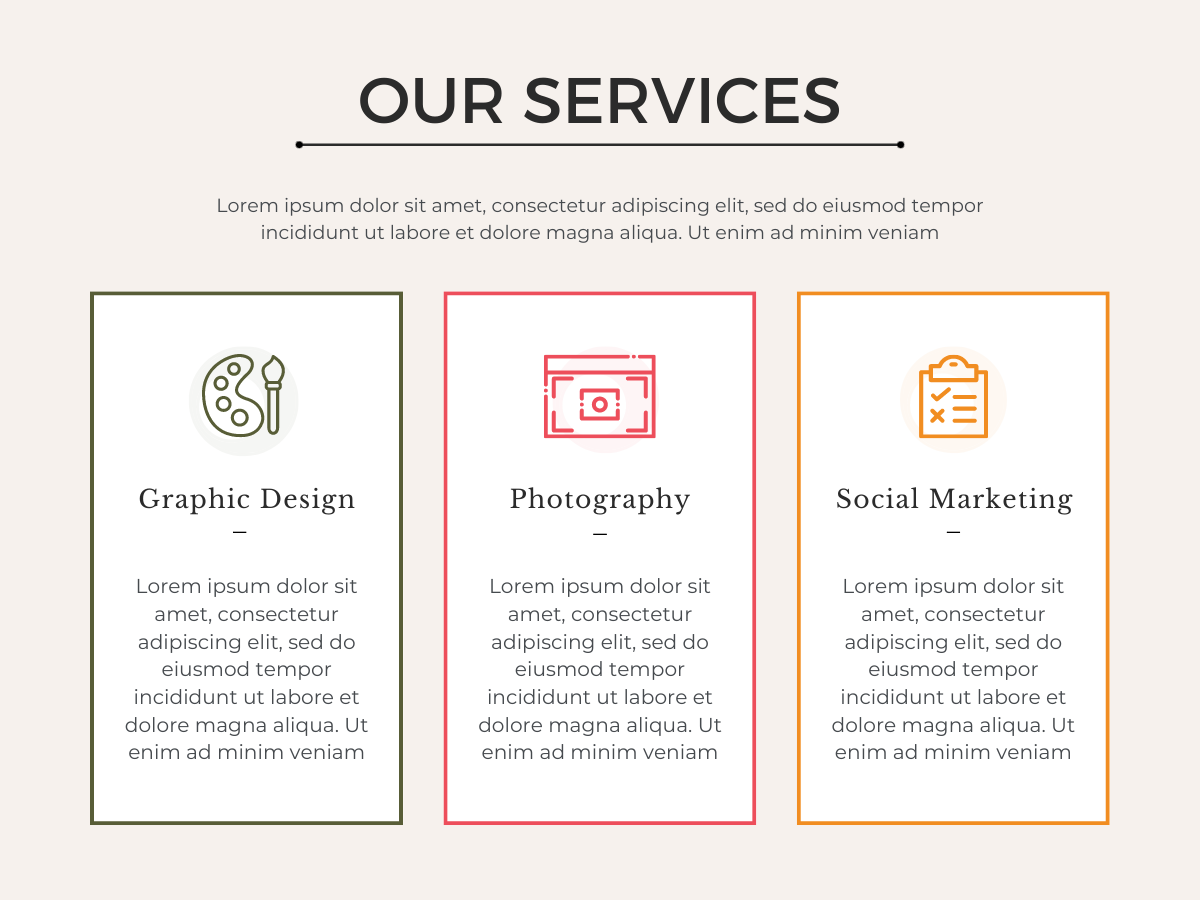 OUR SERVICES
Lorem ipsum dolor sit amet, consectetur adipiscing elit, sed do eiusmod tempor
incididunt ut labore et dolore magna aliqua. Ut enim ad minim veniam
Graphic Design
Lorem ipsum dolor sit
amet, consectetur
adipiscing elit, sed do
eiusmod tempor
incididunt ut labore et
dolore magna aliqua. Ut
enim ad minim veniam
Photography
Lorem ipsum dolor sit
amet, consectetur
adipiscing elit, sed do
eiusmod tempor
incididunt ut labore et
dolore magna aliqua. Ut
enim ad minim veniam
Social Marketing
Lorem ipsum dolor sit
amet, consectetur
adipiscing elit, sed do
eiusmod tempor
incididunt ut labore et
dolore magna aliqua. Ut
enim ad minim veniam